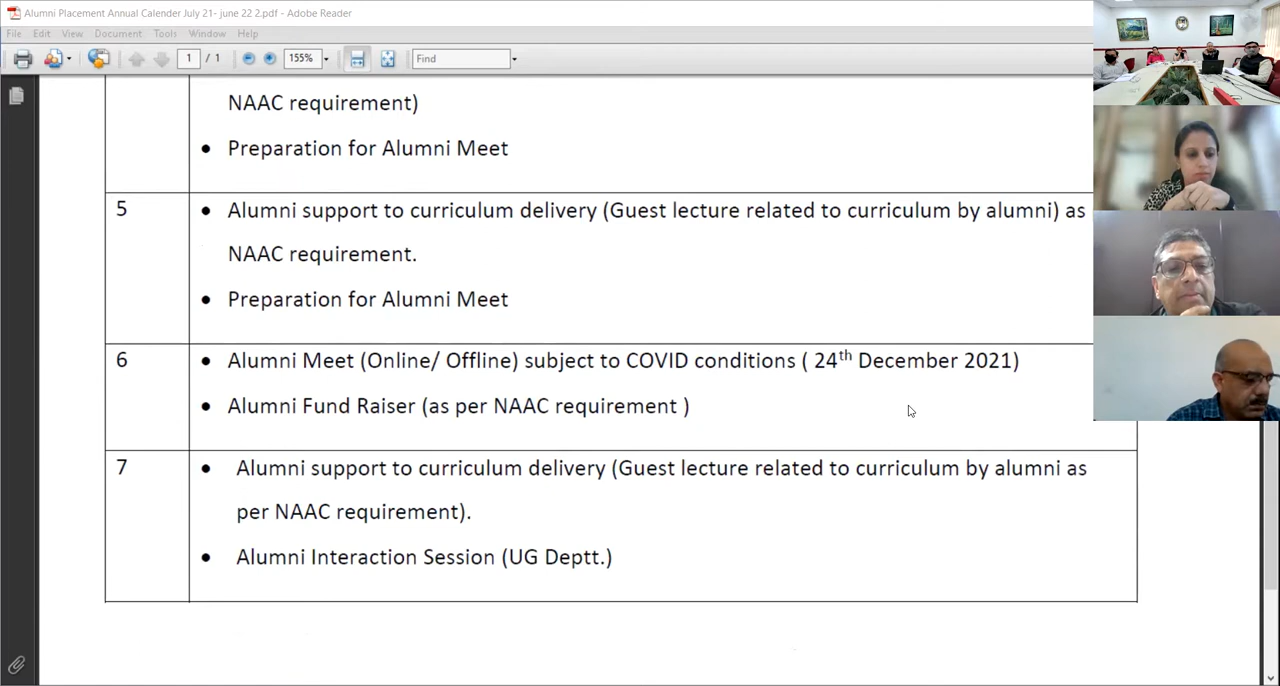 Alumni Placement Annual Calender July 21- june 22 2.pdf - Adobe Reader
File Edit View Document Tools Window Help
1 / 1 155% Find
NAAC requirement)
• Preparation for Alumni Meet
5
• Alumni support to curriculum delivery (Guest lecture related to curriculum by alumni) as
NAAC requirement.
• Preparation for Alumni Meet
6
• Alumni Meet (Online/ Offline) subject to COVID conditions ( 24th December 2021)
• Alumni Fund Raiser (as per NAAC requirement )
7
• Alumni support to curriculum delivery (Guest lecture related to curriculum by alumni as
per NAAC requirement).
• Alumni Interaction Session (UG Deptt.)